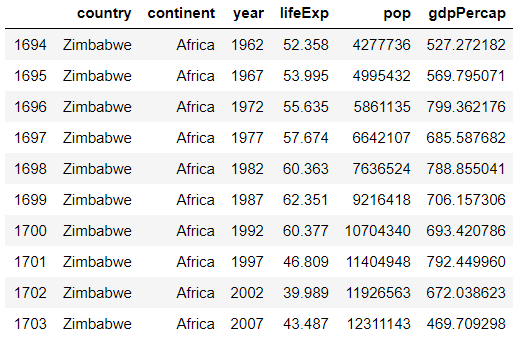 country continent year lifeExp pop gdpPercap
1694 Zimbabwe Africa 1962 52.358 4277736 527.272182
1695 Zimbabwe Africa 1967 53.995 4995432 569.795071
1696 Zimbabwe Africa 1972 55.635 5861135 799.362176
1697 Zimbabwe Africa 1977 57.674 6642107 685.587682
1698 Zimbabwe Africa 1982 60.363 7636524 788.855041
1699 Zimbabwe Africa 1987 62.351 9216418 706.157306
1700 Zimbabwe Africa 1992 60.377 10704340 693.420786
1701 Zimbabwe Africa 1997 46.809 11404948 792.449960
1702 Zimbabwe Africa 2002 39.989 11926563 672.038623
1703 Zimbabwe Africa 2007 43.487 12311143 469.709298